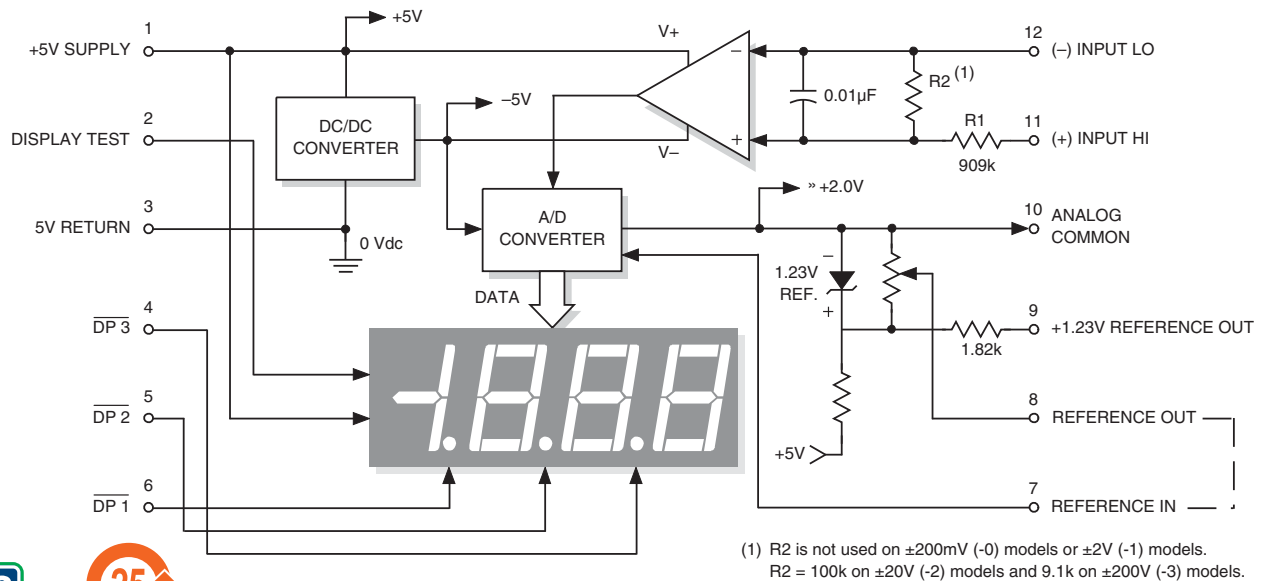 1
+5V SUPPLY
2
DISPLAY TEST
3
5V RETURN
4
DP 3
5
DP 2
6
DP 1
+5V
DC/DC
CONVERTER
0 Vdc
–5V
V+
V–
–
+
A/D
CONVERTER
DATA
-1.8.8.8
0.01µF
R2 (1)
R1
909k
12
(–) INPUT LO
11
(+) INPUT HI
» +2.0V
10
ANALOG
COMMON
–
1.23V
REF.
+
9
+1.23V REFERENCE OUT
1.82k
8
REFERENCE OUT
+5V
7
REFERENCE IN
(1) R2 is not used on ±200mV (-0) models or ±2V (-1) models.
R2 = 100k on ±20V (-2) models and 9.1k on ±200V (-3) models.